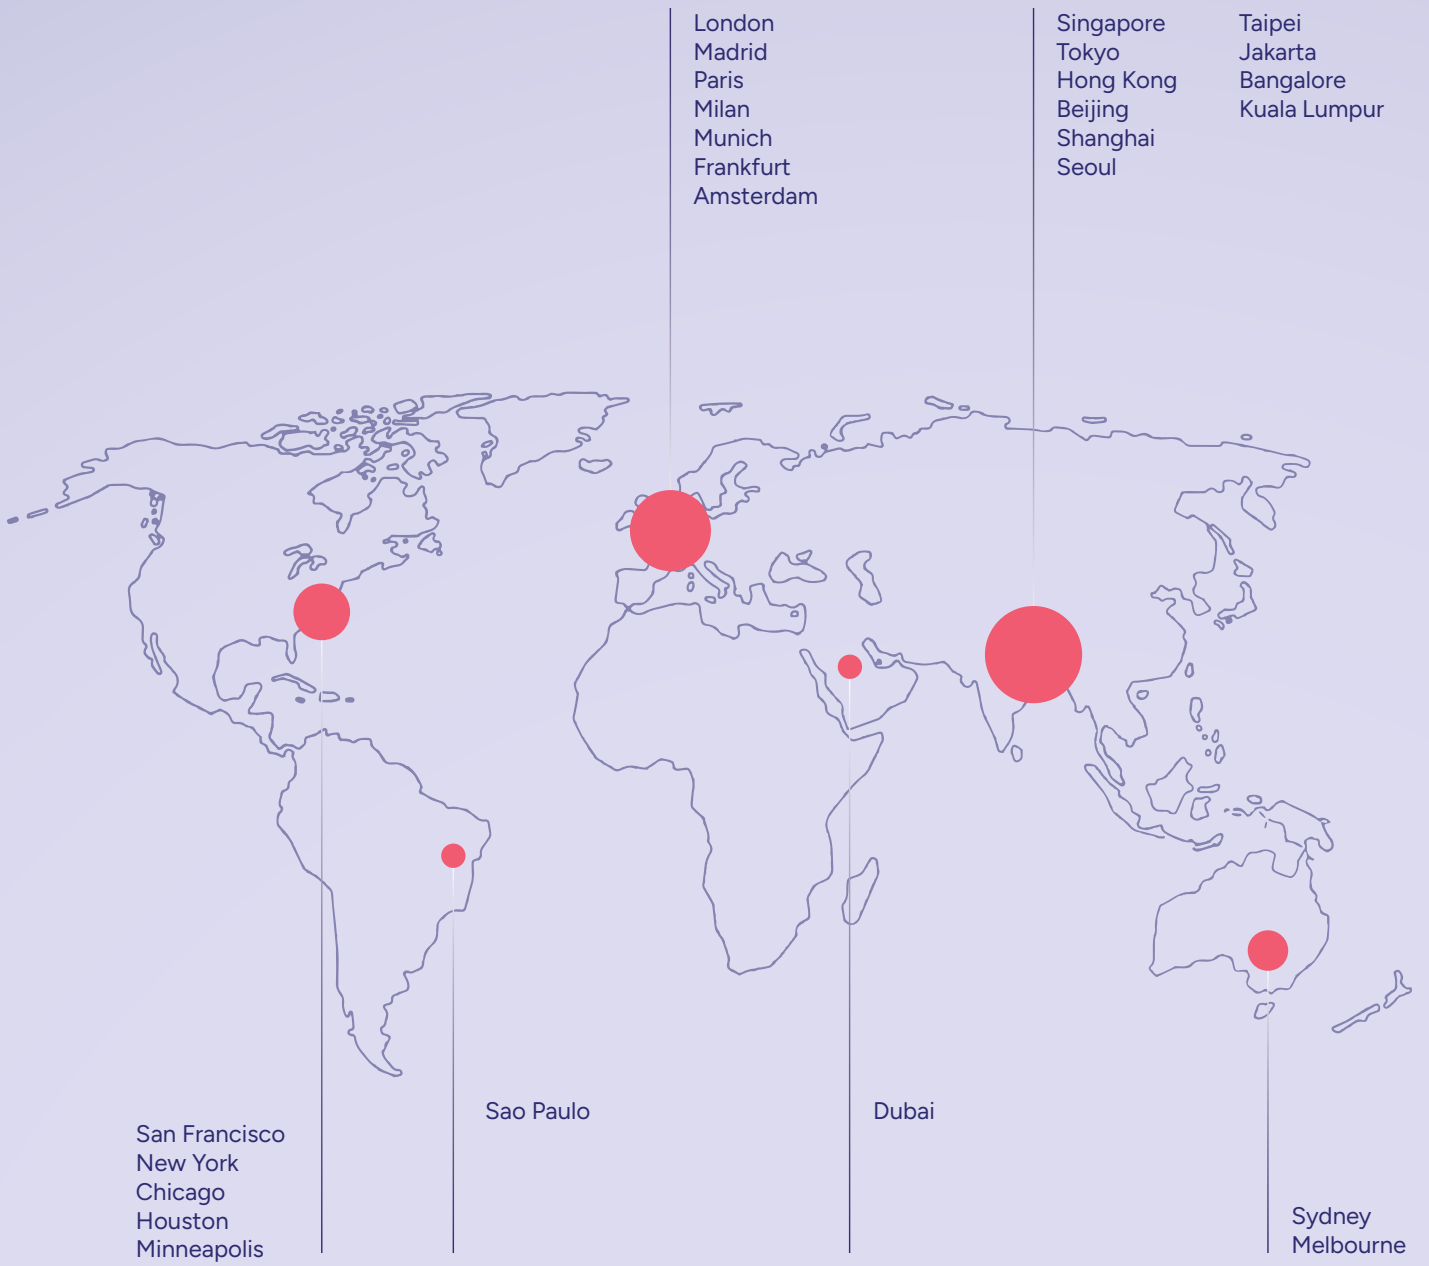 London
Madrid
Paris
Milan
Munich
Frankfurt
Amsterdam
Singapore
Tokyo
Hong Kong
Beijing
Shanghai
Seoul
Taipei
Jakarta
Bangalore
Kuala Lumpur
San Francisco
New York
Chicago
Houston
Minneapolis
Sao Paulo
Dubai
Sydney
Melbourne